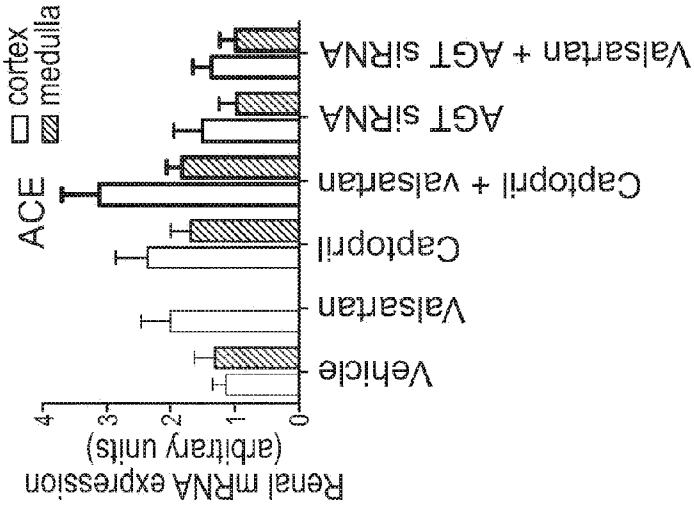 ACE
cortex
medulla
Renal mRNA expression
(arbitrary units)
4
3
2
1
0
Vehicle
Valsartan
Captopril
Captopril + valsartan
AGT siRNA
Valsartan + AGT siRNA